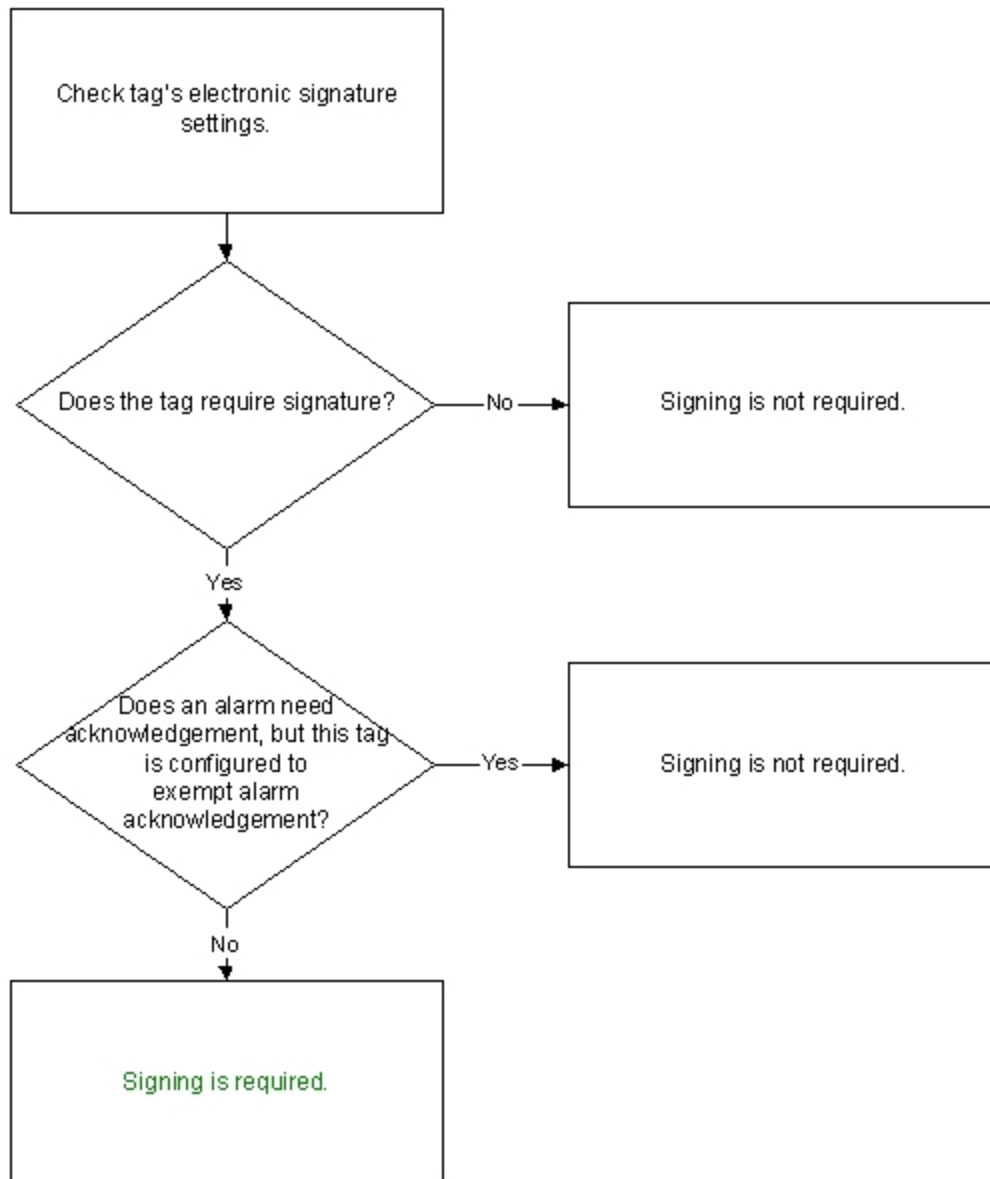 Check tag's electronic signature
settings.
Does the tag require signature?
No
Signing is not required.
Yes
Does an alarm need
acknowledgement, but this tag
is configured to
exempt alarm
acknowledgement?
Yes
Signing is not required.
No
Signing is required.